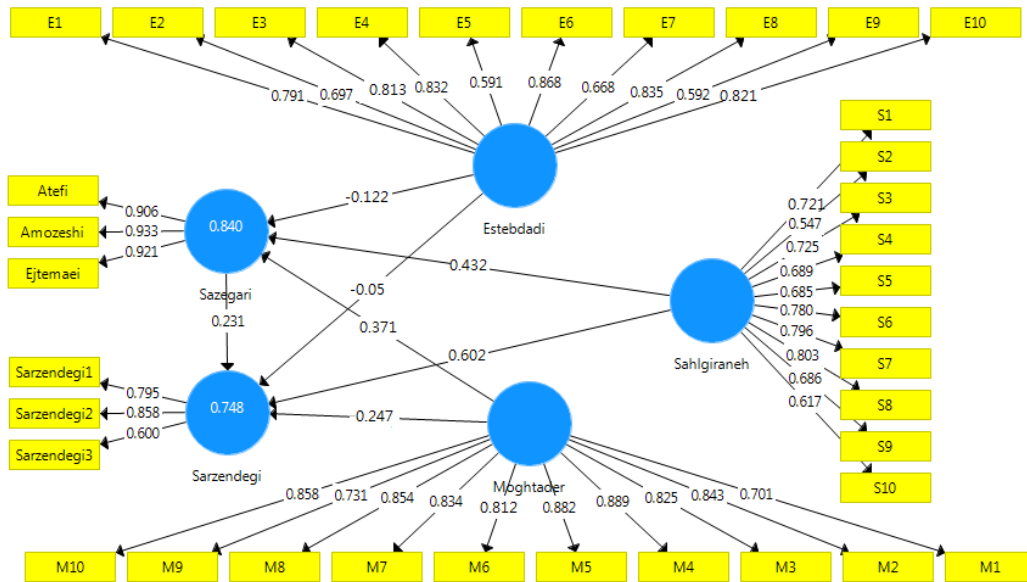 E1 E2 E3 E4 E5 E6 E7 E8 E9 E10
0.791 0.697 0.813 0.832 0.591 0.868 0.668 0.835 0.592 0.821
S1
S2
S3
S4
S5
S6
S7
S8
S9
S10
0.721
0.547
0.725
0.689
0.685
0.780
0.796
0.803
0.686
0.617
Estebdadi
Atefi
Amozeshi
Ejtemaei
0.906
0.933
0.921
0.840
Sazegari
-0.122
0.432
-0.05
0.371
0.231
0.602
0.247
Sahlgiraneh
Sarzendegi1
Sarzendegi2
Sarzendegi3
0.795
0.858
0.600
0.748
Sarzendegi
Moghtader
0.858 0.731 0.854 0.834 0.812 0.882 0.889 0.825 0.843 0.701
M10 M9 M8 M7 M6 M5 M4 M3 M2 M1